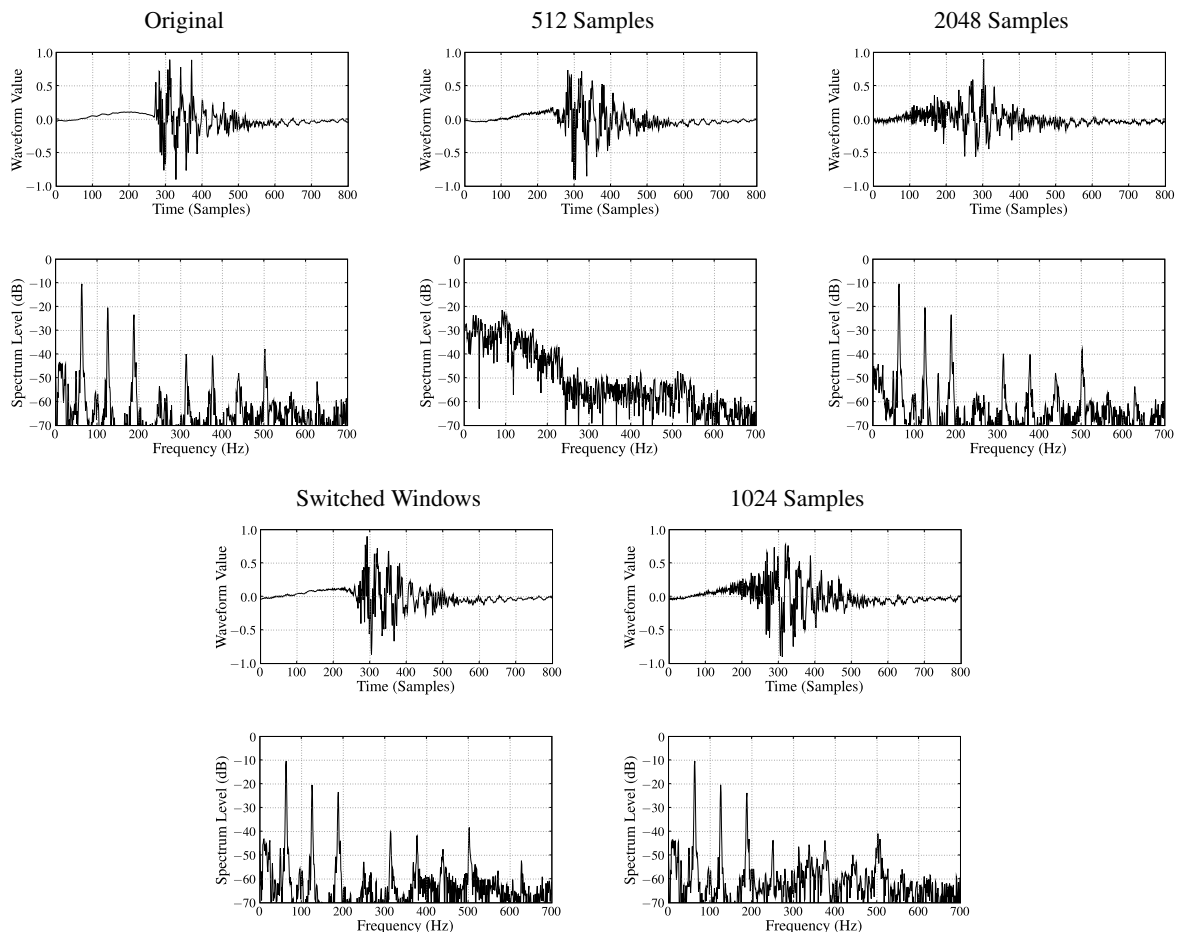 Original
512 Samples
2048 Samples
1.0
0.5
0.0
−0.5
−1.0
Waveform Value
0 100 200 300 400 500 600 700 800
Time (Samples)
1.0
0.5
0.0
−0.5
−1.0
Waveform Value
0 100 200 300 400 500 600 700 800
Time (Samples)
1.0
0.5
0.0
−0.5
−1.0
Waveform Value
0 100 200 300 400 500 600 700 800
Time (Samples)
0
−10
−20
−30
−40
−50
−60
−70
Spectrum Level (dB)
0 100 200 300 400 500 600 700
Frequency (Hz)
0
−10
−20
−30
−40
−50
−60
−70
Spectrum Level (dB)
0 100 200 300 400 500 600 700
Frequency (Hz)
0
−10
−20
−30
−40
−50
−60
−70
Spectrum Level (dB)
0 100 200 300 400 500 600 700
Frequency (Hz)
Switched Windows
1024 Samples
1.0
0.5
0.0
−0.5
−1.0
Waveform Value
0 100 200 300 400 500 600 700 800
Time (Samples)
1.0
0.5
0.0
−0.5
−1.0
Waveform Value
0 100 200 300 400 500 600 700 800
Time (Samples)
0
−10
−20
−30
−40
−50
−60
−70
Spectrum Level (dB)
0 100 200 300 400 500 600 700
Frequency (Hz)
0
−10
−20
−30
−40
−50
−60
−70
Spectrum Level (dB)
0 100 200 300 400 500 600 700
Frequency (Hz)